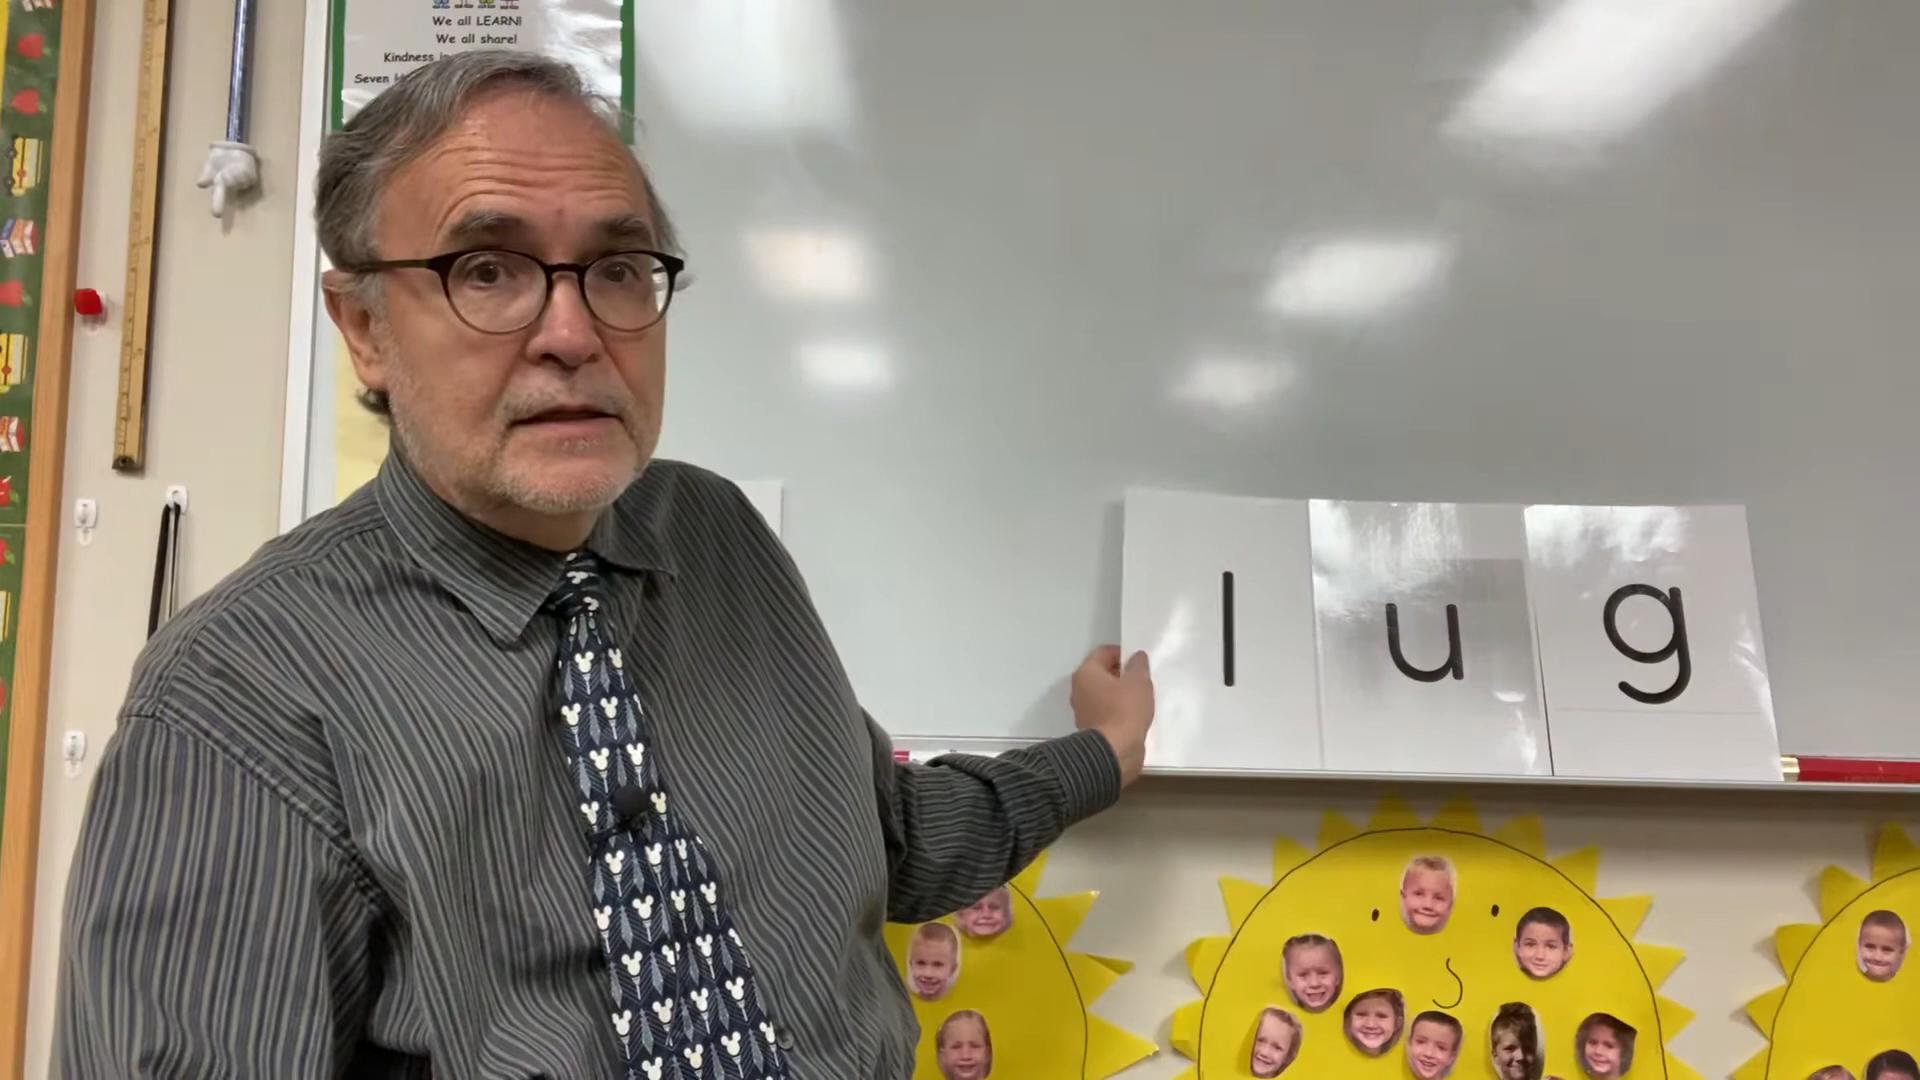 We all LEARN!
We all share!
Kindness
Seven
l u g